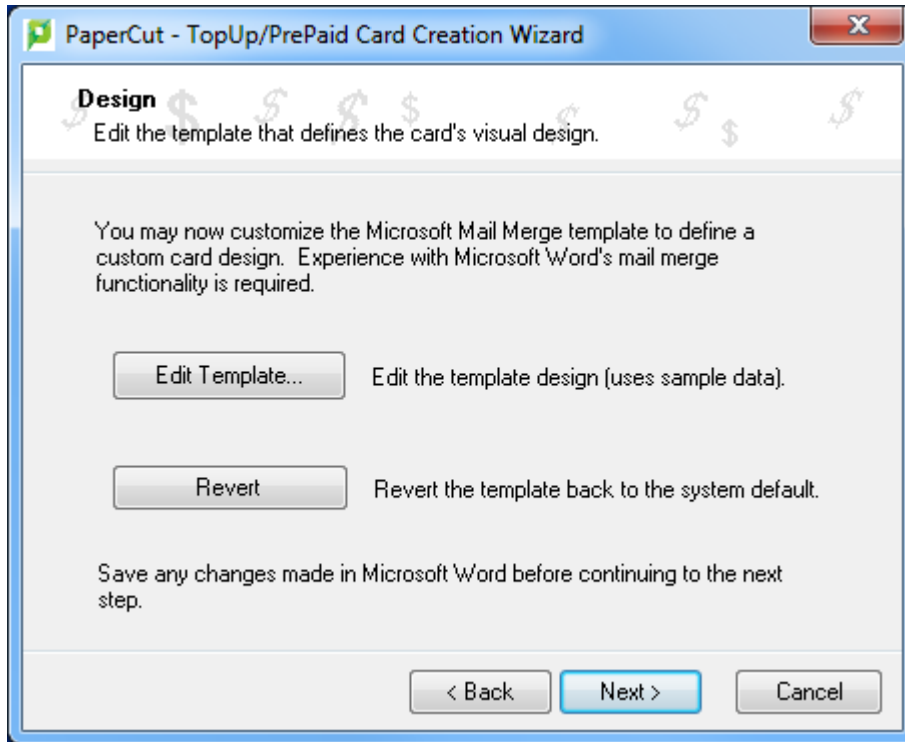 PaperCut - TopUp/PrePaid Card Creation Wizard
Design
Edit the template that defines the card's visual design.
You may now customize the Microsoft Mail Merge template to define a
custom card design.  Experience with Microsoft Word's mail merge
functionality is required.
Edit Template... Edit the template design (uses sample data).
Revert Revert the template back to the system default.
Save any changes made in Microsoft Word before continuing to the next
step.
< Back Next > Cancel